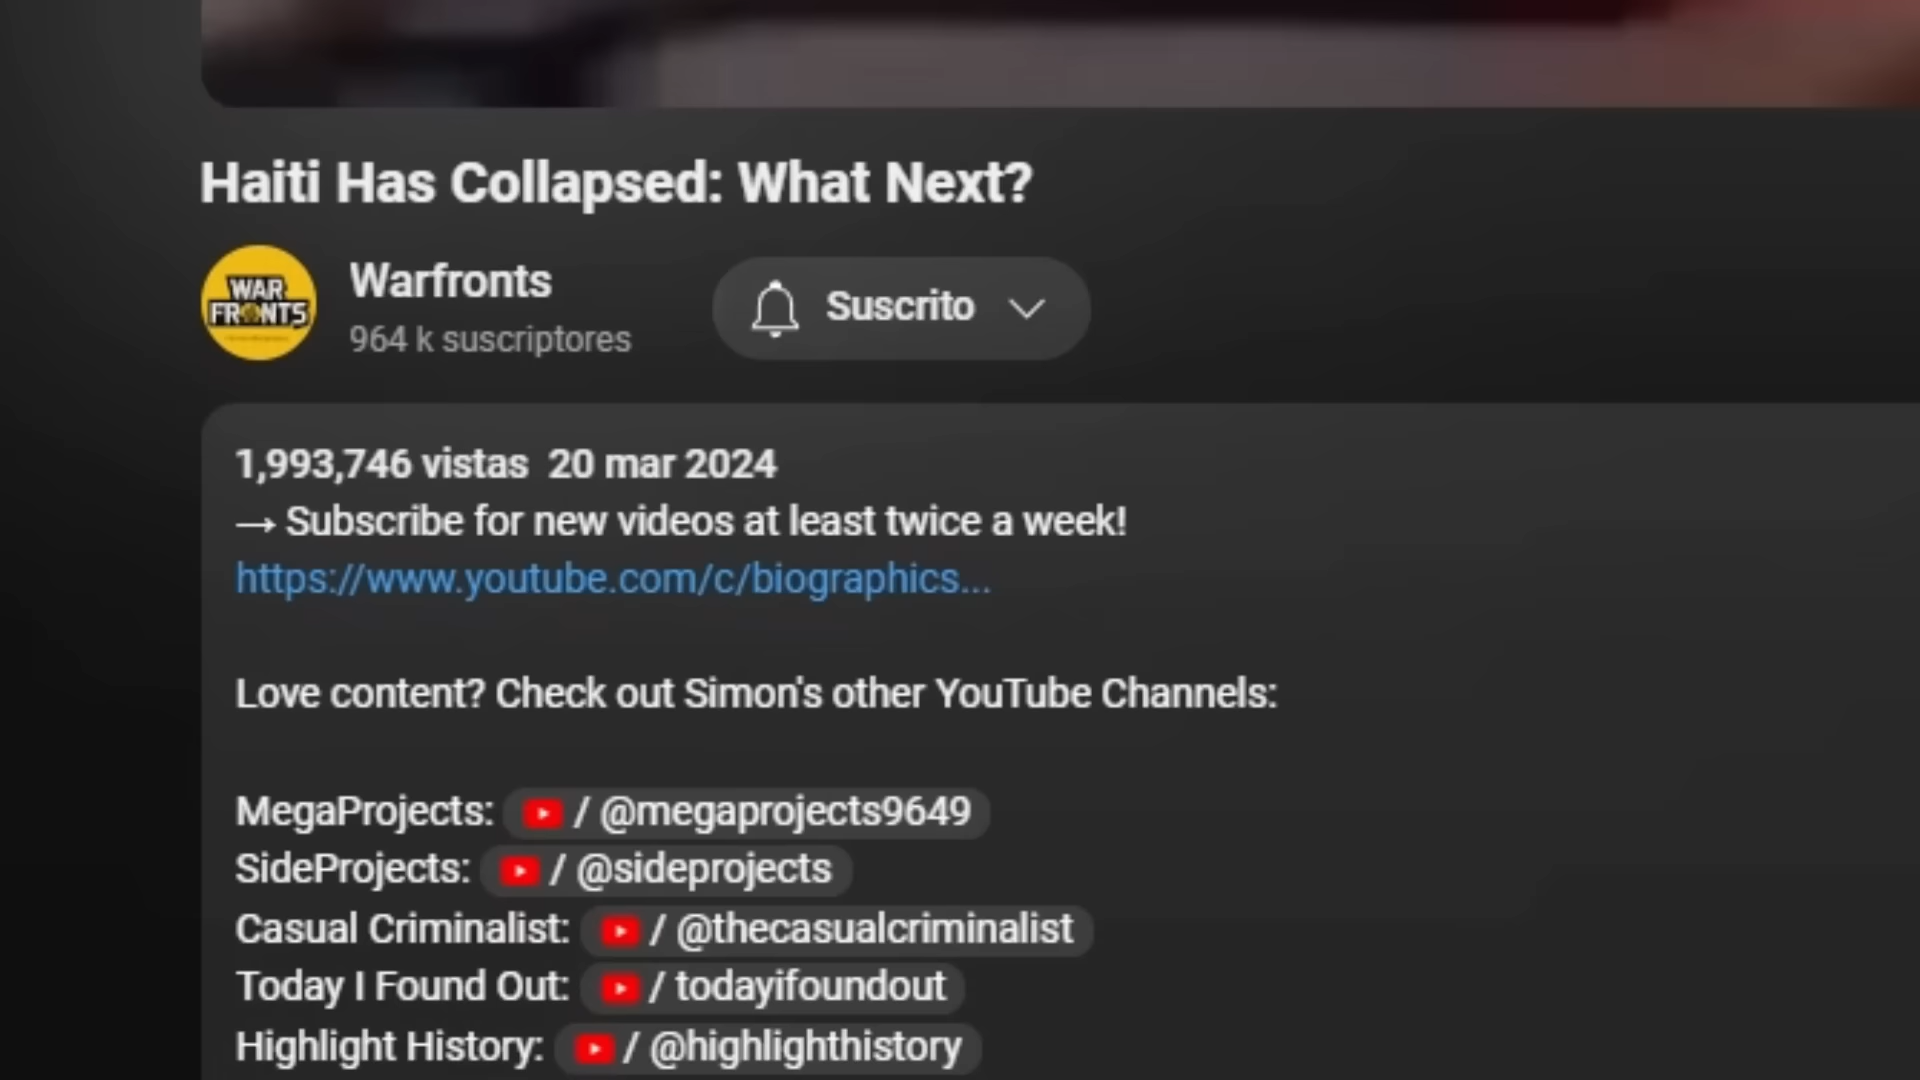 Haiti Has Collapsed: What Next?
WAR
FRONTS
Warfronts
964 k suscriptores
Suscrito
1,993,746 vistas 20 mar 2024
→ Subscribe for new videos at least twice a week!
https://www.youtube.com/c/biographics...
Love content? Check out Simon's other YouTube Channels:
MegaProjects: / @megaprojects9649
SideProjects: / @sideprojects
Casual Criminalist: / @thecasualcriminalist
Today I Found Out: / todayifoundout
Highlight History: / @highlighthistory